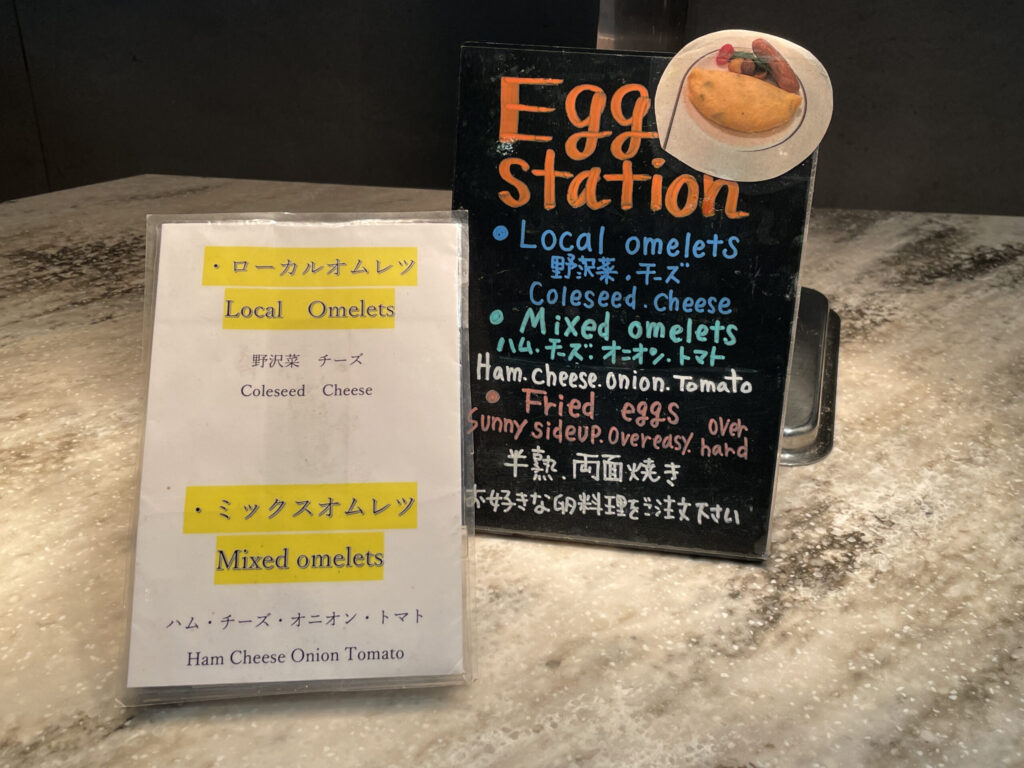 ・ローカルオムレツ
Local Omelets
野沢菜 チーズ
Coleseed Cheese
・ミックスオムレツ
Mixed omelets
ハム・チーズ・オニオン・トマト
Ham Cheese Onion Tomato
Egg
station
• Local omelets
野沢菜.チーズ
Coleseed.cheese
• Mixed omelets
ハム.チーズ.オニオン.トマト
Ham.cheese.onion.Tomato
• Fried eggs
Sunny sideup.overeasy. over hard
半熟.両面焼き
お好きな卵料理をご注文下さい